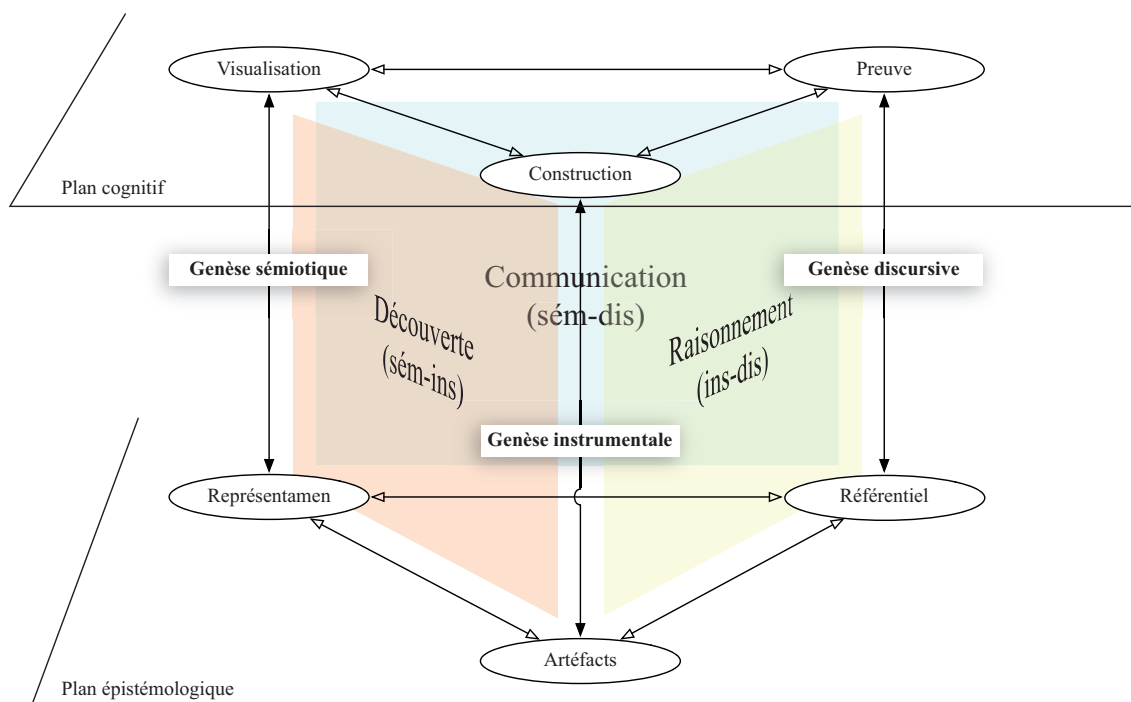 Visualisation
Preuve
Construction
Plan cognitif
Genèse sémiotique
Genèse discursive
Communication
(sém-dis)
Découverte
(sém-ins)
Raisonnement
(ins-dis)
Genèse instrumentale
Représentamen
Référentiel
Artéfacts
Plan épistémologique